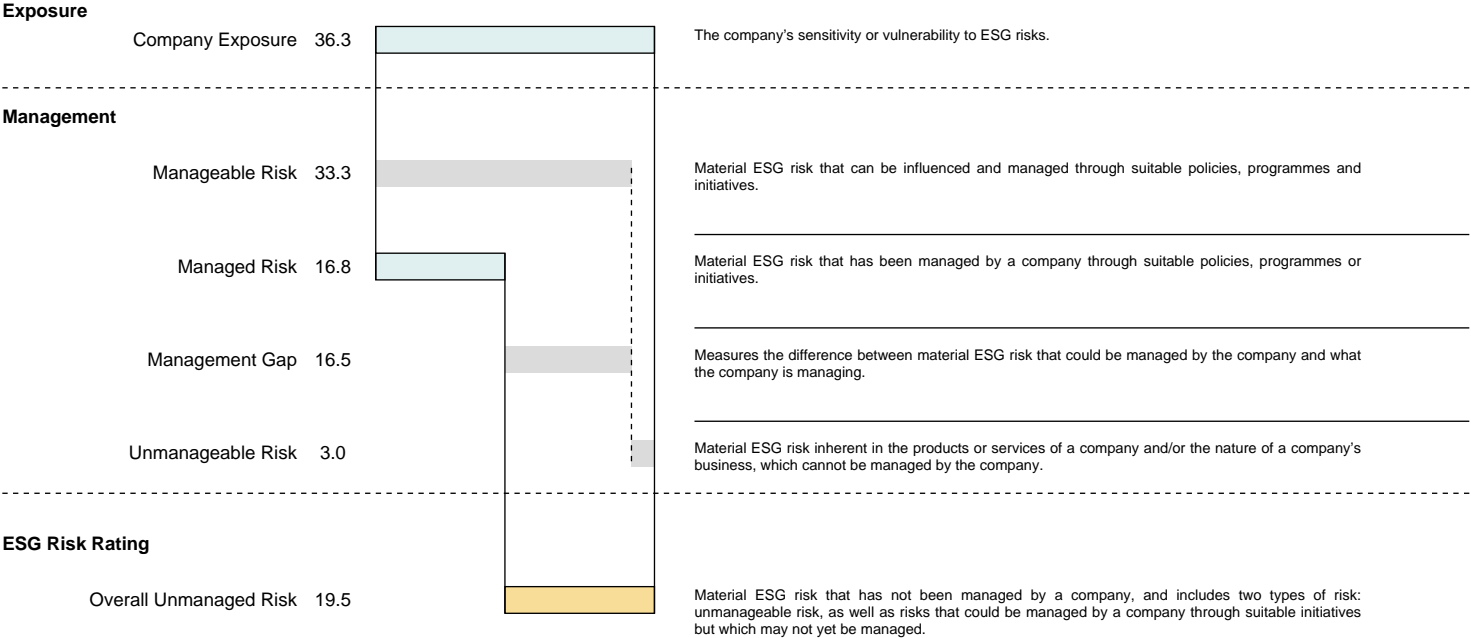 Exposure
Company Exposure 36.3
The company’s sensitivity or vulnerability to ESG risks.
Management
Manageable Risk 33.3
Material ESG risk that can be influenced and managed through suitable policies, programmes and
initiatives.
Managed Risk 16.8
Material ESG risk that has been managed by a company through suitable policies, programmes or
initiatives.
Management Gap 16.5
Measures the difference between material ESG risk that could be managed by the company and what
the company is managing.
Unmanageable Risk 3.0
Material ESG risk inherent in the products or services of a company and/or the nature of a company’s
business, which cannot be managed by the company.
ESG Risk Rating
Overall Unmanaged Risk 19.5
Material ESG risk that has not been managed by a company, and includes two types of risk:
unmanageable risk, as well as risks that could be managed by a company through suitable initiatives
but which may not yet be managed.